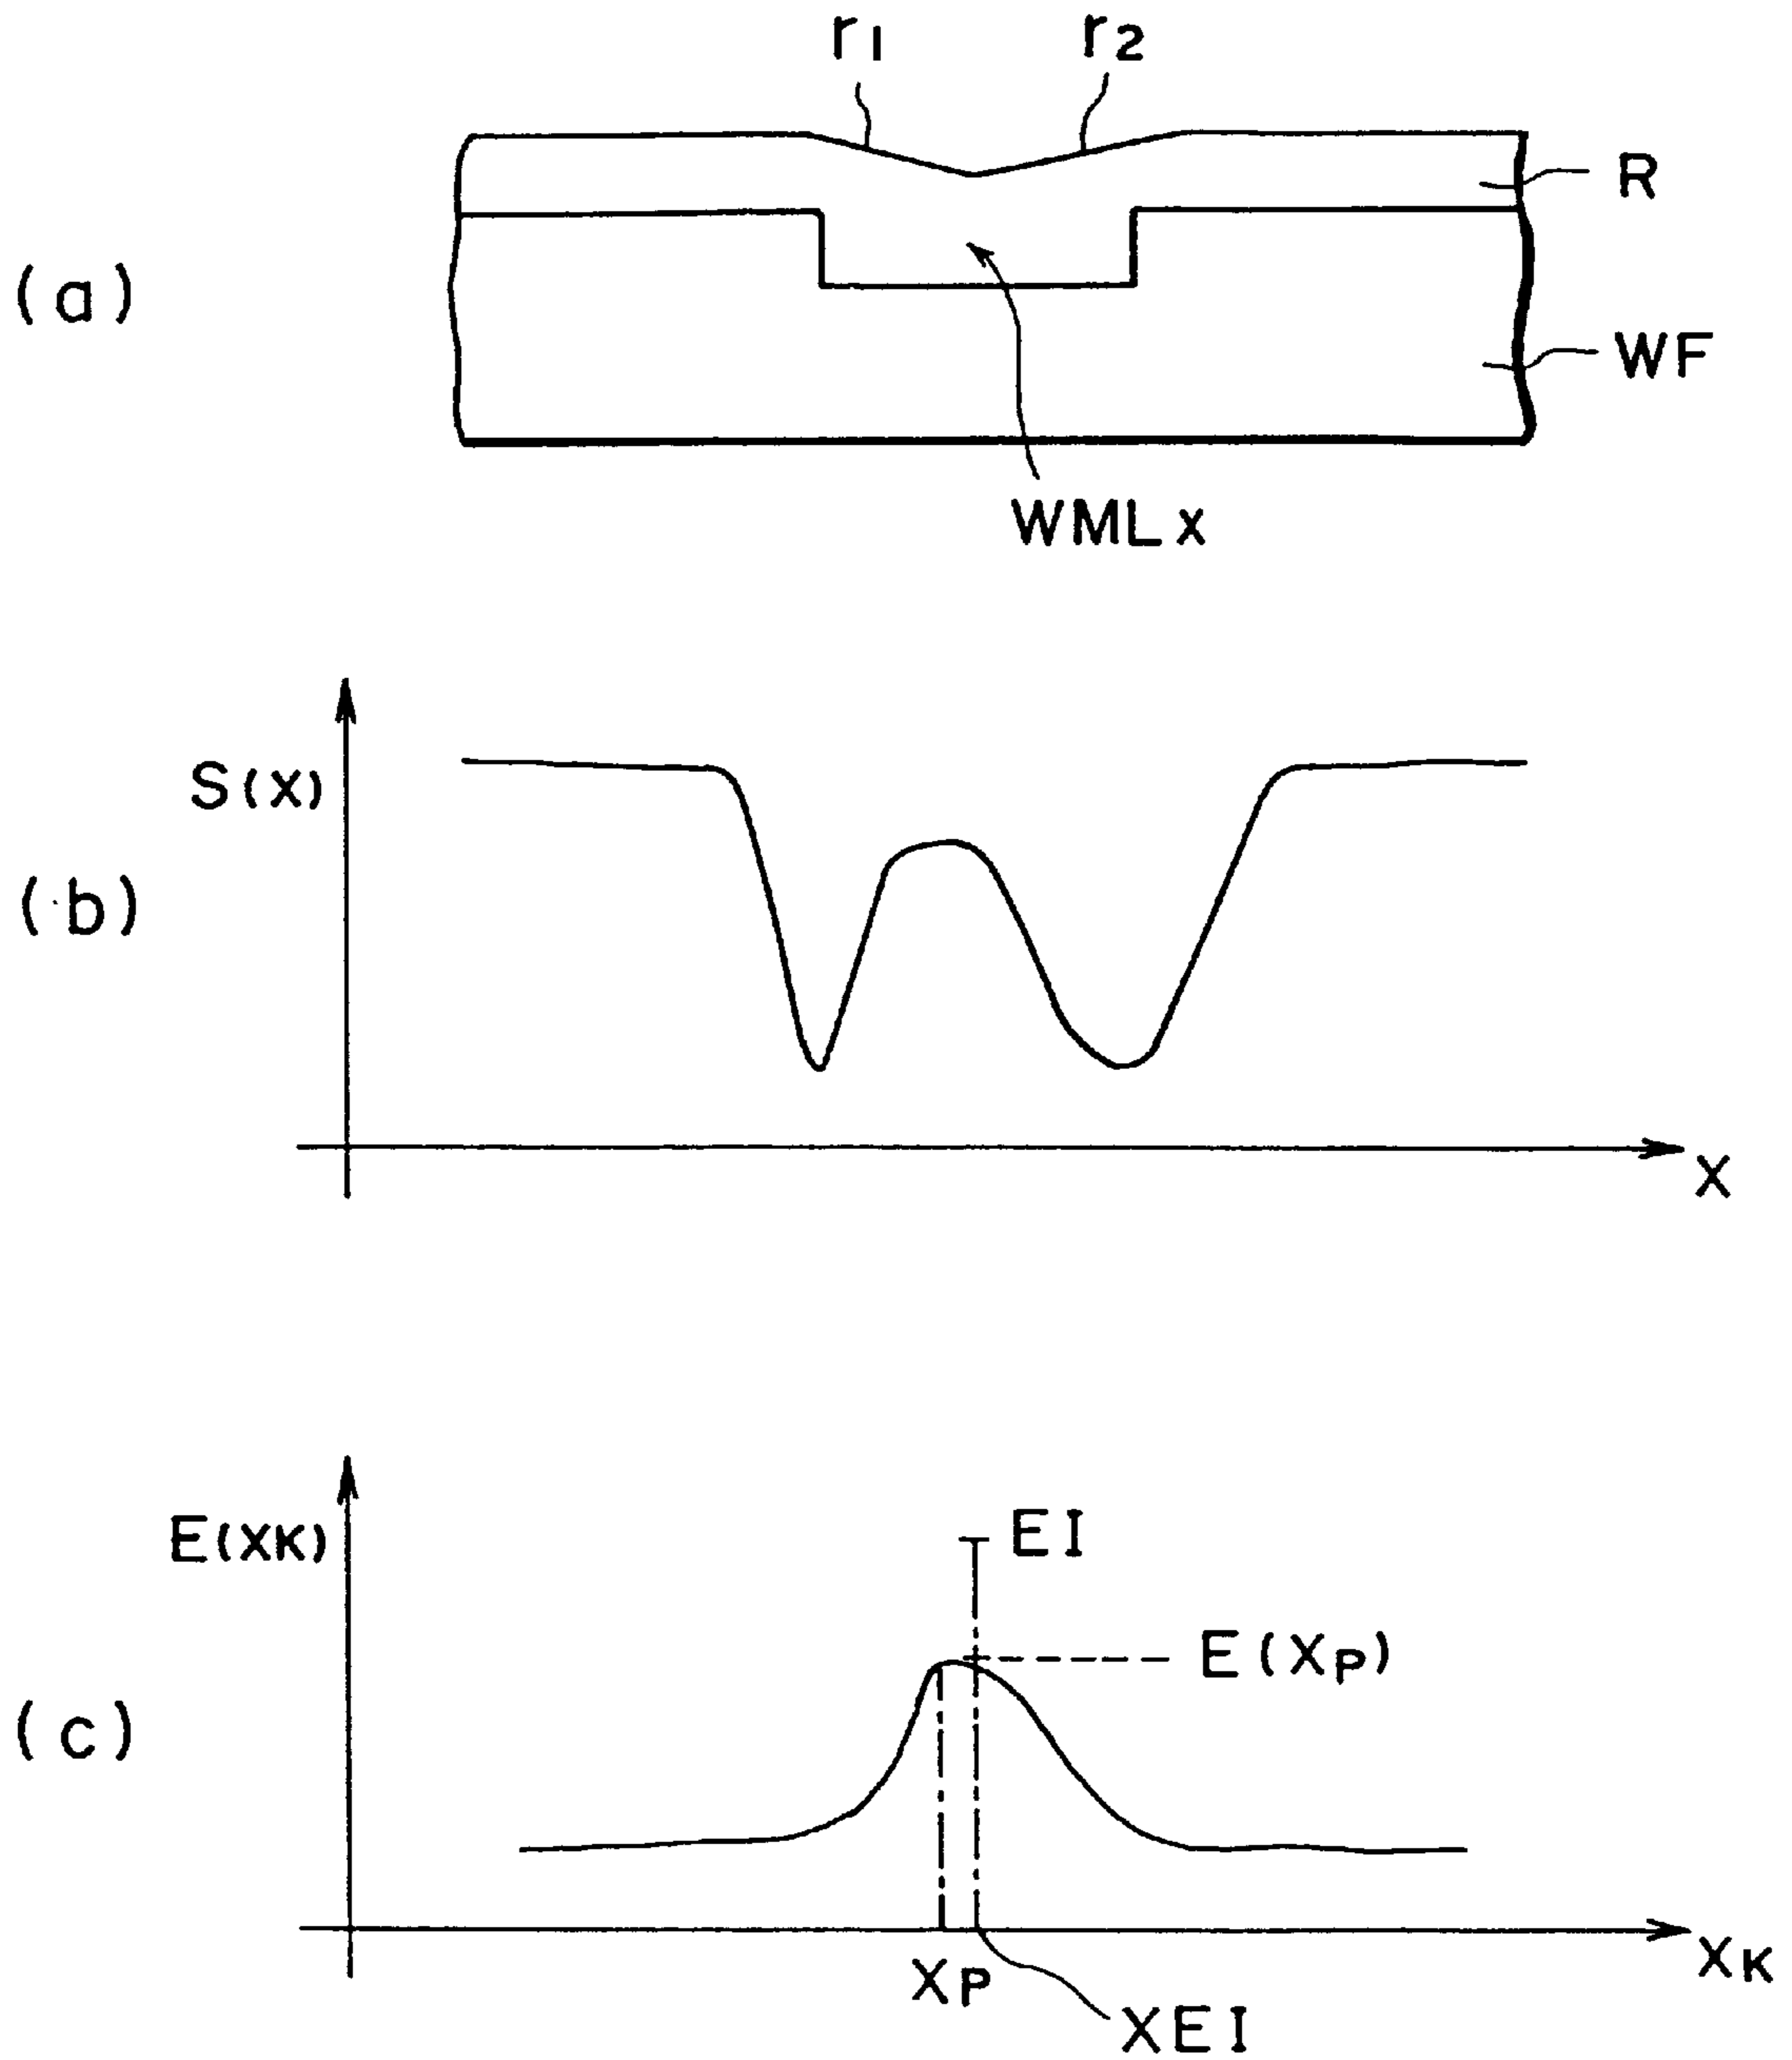 r1
r2
R
(a)
WF
WMLx
S(x)
(b)
x
E(xK)
EI
E(xP)
(c)
xP
xK
xEI